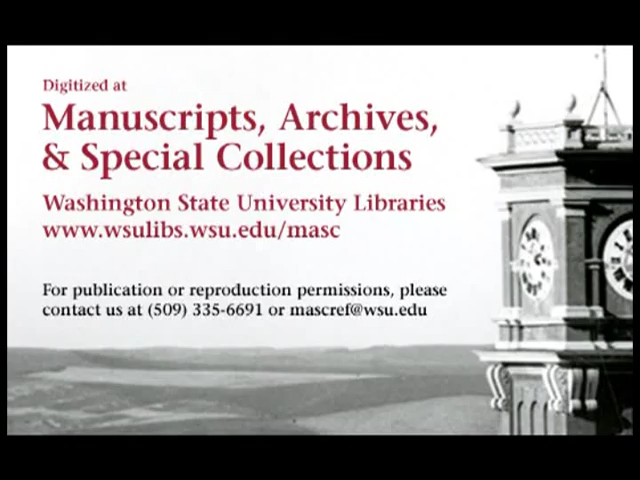 Digitized at
Manuscripts, Archives,
& Special Collections
Washington State University Libraries
www.wsulibs.wsu.edu/masc
For publication or reproduction permissions, please
contact us at (509) 335-6691 or mascref@wsu.edu